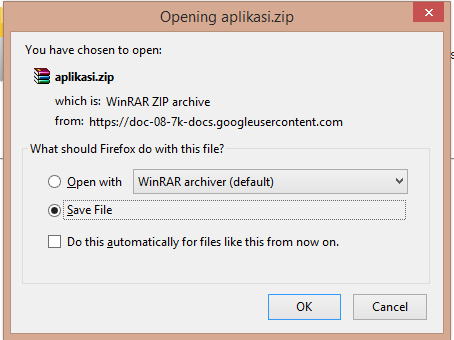 Opening aplikasi.zip
You have chosen to open:
aplikasi.zip
which is: WinRAR ZIP archive
from: https://doc-08-7k-docs.googleusercontent.com
What should Firefox do with this file?
Open with WinRAR archiver (default)
Save File
Do this automatically for files like this from now on.
OK Cancel